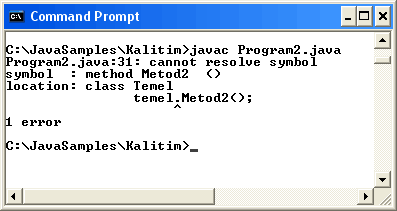 Command Prompt
C:\JavaSamples\Kalitim>javac Program2.java
Program2.java:31: cannot resolve symbol
symbol  : method Metod2  ()
location: class Temel
                temel.Metod2();
                     ^
1 error
C:\JavaSamples\Kalitim>_